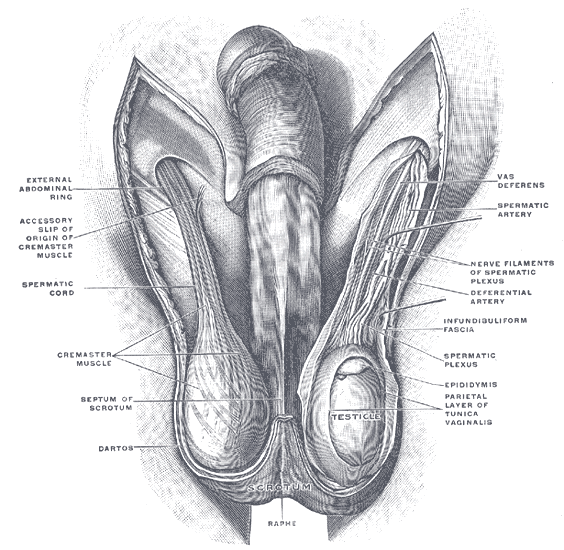 EXTERNAL
ABDOMINAL
RING
ACCESSORY
SLIP OF
ORIGIN OF
CREMASTER
MUSCLE
SPERMATIC
CORD
CREMASTER
MUSCLE
SEPTUM OF
SCROTUM
DARTOS
VAS
DEFERENS
SPERMATIC
ARTERY
NERVE FILAMENTS
OF SPERMATIC
PLEXUS
DEFERENTIAL
ARTERY
INFUNDIBULIFORM
FASCIA
SPERMATIC
PLEXUS
EPIDIDYMIS
PARIETAL
LAYER OF
TUNICA
VAGINALIS
TESTICLE
SCROTUM
RAPHE